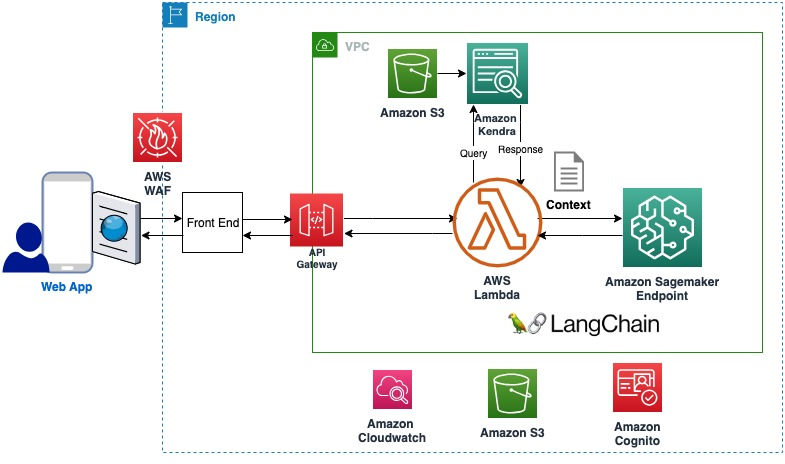 Region
VPC
Amazon S3
Amazon
Kendra
AWS
WAF
Query
Response
Context
Front End
API
Gateway
AWS
Lambda
Amazon Sagemaker
Endpoint
Web App
LangChain
Amazon
Cloudwatch
Amazon S3
Amazon
Cognito